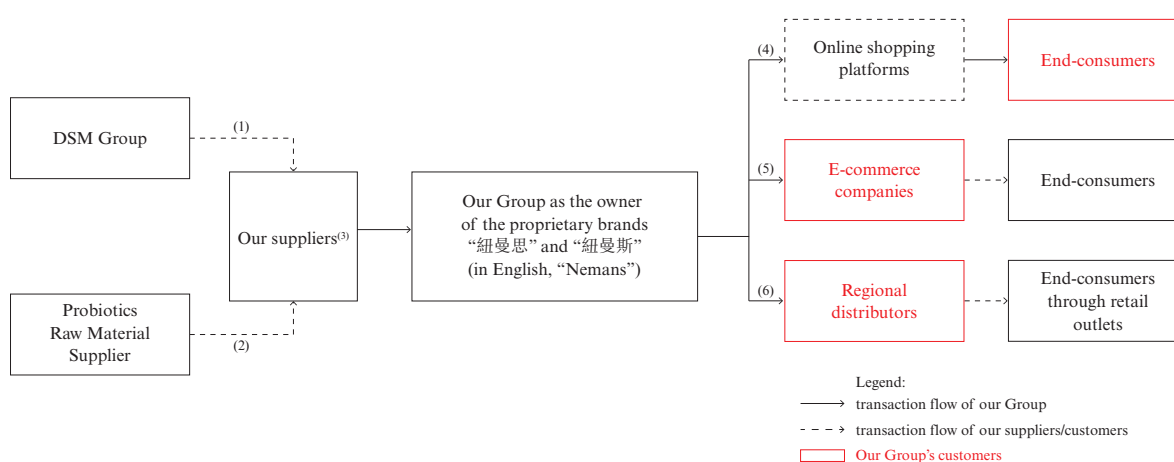 DSM Group
(1)
Probiotics
Raw Material
Supplier
(2)
Our suppliers(3)
Our Group as the owner
of the proprietary brands
“紐曼思” and “紐曼斯”
(in English, “Nemans”)
(4)
Online shopping
platforms
End-consumers
(5)
E-commerce
companies
End-consumers
(6)
Regional
distributors
End-consumers
through retail
outlets
Legend:
transaction flow of our Group
transaction flow of our suppliers/customers
Our Group’s customers